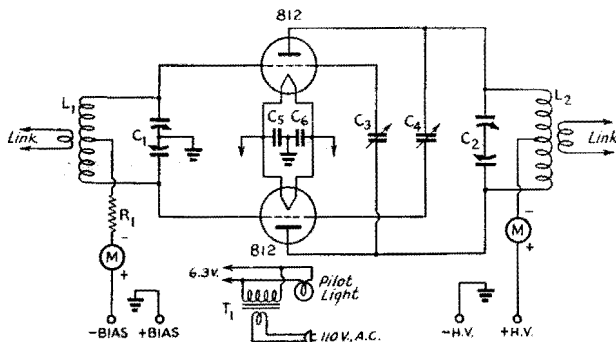 812
L1
Link
C1
R1
M
-BIAS
+BIAS
C5
C6
C3
C4
C2
L2
Link
812
6.3V.
Pilot
Light
T1
110V, A.C.
M
-H.V.
+H.V.